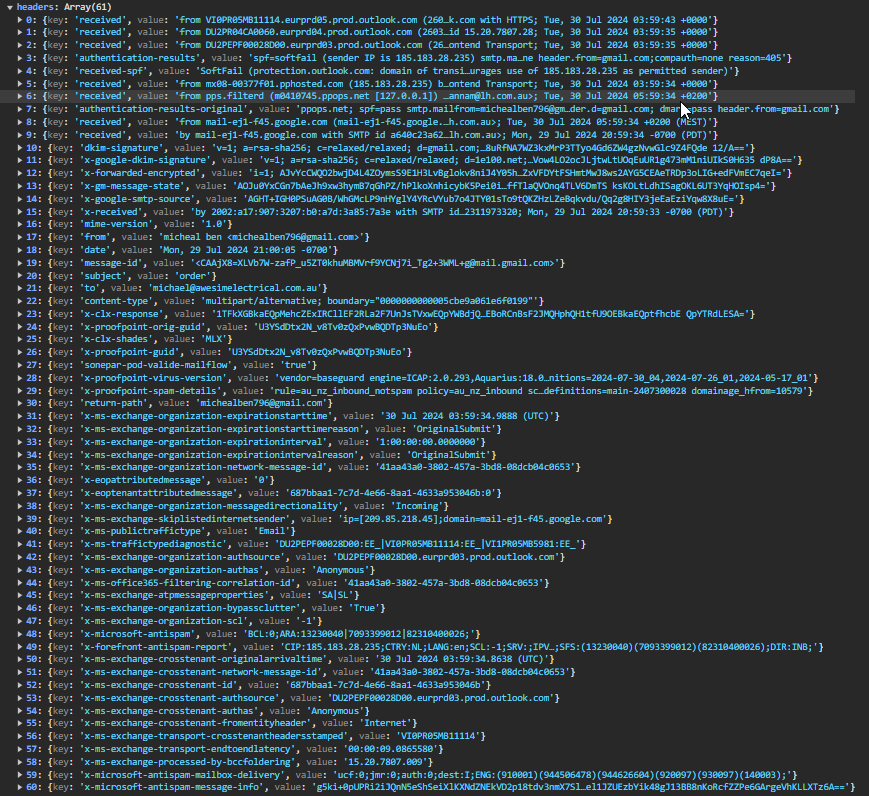 ▼ headers: Array(61)
▶ 0: {key: 'received', value: 'from VI0PR05MB11114.eurprd05.prod.outlook.com (260…k.com with HTTPS; Tue, 30 Jul 2024 03:59:43 +0000'}
▶ 1: {key: 'received', value: 'from DU2PR04CA0060.eurprd04.prod.outlook.com (2603…id 15.20.7807.28; Tue, 30 Jul 2024 03:59:35 +0000'}
▶ 2: {key: 'received', value: 'from DU2PEPF00028D00.eurprd03.prod.outlook.com (26…ontend Transport; Tue, 30 Jul 2024 03:59:35 +0000'}
▶ 3: {key: 'authentication-results', value: 'spf=softfail (sender IP is 185.183.28.235) smtp.ma…me header.from=gmail.com;compauth=none reason=405'}
▶ 4: {key: 'received-spf', value: 'SoftFail (protection.outlook.com: domain of transi…urages use of 185.183.28.235 as permitted sender)'}
▶ 5: {key: 'received', value: 'from mx08-00377f01.pphosted.com (185.183.28.235) b…ontend Transport; Tue, 30 Jul 2024 03:59:34 +0000'}
▶ 6: {key: 'received', value: 'from pps.filterd (m0410745.ppops.net [127.0.0.1]) …annam@lh.com.au>; Tue, 30 Jul 2024 05:59:34 +0200'}
▶ 7: {key: 'authentication-results-original', value: 'ppops.net; spf=pass smtp.mailfrom=michealben796@gm…der.d=gmail.com; dmarc=pass header.from=gmail.com'}
▶ 8: {key: 'received', value: 'from mail-ej1-f45.google.com (mail-ej1-f45.google.…h.com.au>; Tue, 30 Jul 2024 05:59:34 +0200 (MEST)'}
▶ 9: {key: 'received', value: 'by mail-ej1-f45.google.com with SMTP id a640c23a62…lh.com.au>; Mon, 29 Jul 2024 20:59:34 -0700 (PDT)'}
▶ 10: {key: 'dkim-signature', value: 'v=1; a=rsa-sha256; c=relaxed/relaxed; d=gmail.com;…8uRfNA7WZ3kxMrP3TTyo4Gd6ZW4gzNvwGlc9Z4FQde 12/A=='}
▶ 11: {key: 'x-google-dkim-signature', value: 'v=1; a=rsa-sha256; c=relaxed/relaxed; d=1e100.net;…Vow4LO2ocJLjtwLtUOqEuUR1g473mM1niUIkS0H635 dP8A=='}
▶ 12: {key: 'x-forwarded-encrypted', value: 'i=1; AJvYcCWQO2bwjD4L4ZOymsS9E1H3LvBglokv8niJ4Y05h…ZxVFDYtFSHmtMwJ8ws2AYG5CEAeTRDp3oLIG+edFVmEC7qeI='}
▶ 13: {key: 'x-gm-message-state', value: 'AOJu0YxCGn7bAeJh9xw3hymB7qGhPZ/hPlkoXnhicybK5Pei0i…ffTlaQVOnq4TLV6DmTS ksKOLtLdhISagOKL6UT3YqHOIsp4='}
▶ 14: {key: 'x-google-smtp-source', value: 'AGHT+IGH0PSuAG0B/WhGMcLP9nHYglY4YRcVYub7o4JTY01sTo9tQKZHzLZeBqkvdu/Qq2g8HIY3jeEaEziYqw8X8uE='}
▶ 15: {key: 'x-received', value: 'by 2002:a17:907:3207:b0:a7d:3a85:7a3e with SMTP id…2311973320; Mon, 29 Jul 2024 20:59:33 -0700 (PDT)'}
▶ 16: {key: 'mime-version', value: '1.0'}
▶ 17: {key: 'from', value: 'micheal ben <michealben796@gmail.com>'}
▶ 18: {key: 'date', value: 'Mon, 29 Jul 2024 21:00:05 -0700'}
▶ 19: {key: 'message-id', value: '<CAAjX8=XLVb7W-zafP_u5ZT0khuMBMVrf9YCNj7i_Tg2+3WML+g@mail.gmail.com>'}
▶ 20: {key: 'subject', value: 'order'}
▶ 21: {key: 'to', value: 'michael@awesimelectrical.com.au'}
▶ 22: {key: 'content-type', value: 'multipart/alternative; boundary="0000000000005cbe9a061e6f0199"'}
▶ 23: {key: 'x-clx-response', value: '1TFkXGBkaEQpMehcZExIRCllEF2RLa2F7UnJsTVxwEQpYWBdjQ…EBoRCnBsF2JMQHphQH1tfU9OEBkaEQptfhcbE QpYTRdLESA='}
▶ 24: {key: 'x-proofpoint-orig-guid', value: 'U3YSdDtx2N_v8Tv0zQxPvwBQDTp3NuEo'}
▶ 25: {key: 'x-clx-shades', value: 'MLX'}
▶ 26: {key: 'x-proofpoint-guid', value: 'U3YSdDtx2N_v8Tv0zQxPvwBQDTp3NuEo'}
▶ 27: {key: 'sonepar-pod-valide-mailflow', value: 'true'}
▶ 28: {key: 'x-proofpoint-virus-version', value: 'vendor=baseguard engine=ICAP:2.0.293,Aquarius:18.0…nitions=2024-07-30_04,2024-07-26_01,2024-05-17_01'}
▶ 29: {key: 'x-proofpoint-spam-details', value: 'rule=au_nz_inbound_notspam policy=au_nz_inbound sc…definitions=main-2407300028 domainage_hfrom=10579'}
▶ 30: {key: 'return-path', value: 'michealben796@gmail.com'}
▶ 31: {key: 'x-ms-exchange-organization-expirationstarttime', value: '30 Jul 2024 03:59:34.9888 (UTC)'}
▶ 32: {key: 'x-ms-exchange-organization-expirationstarttimereason', value: 'OriginalSubmit'}
▶ 33: {key: 'x-ms-exchange-organization-expirationinterval', value: '1:00:00:00.0000000'}
▶ 34: {key: 'x-ms-exchange-organization-expirationintervalreason', value: 'OriginalSubmit'}
▶ 35: {key: 'x-ms-exchange-organization-network-message-id', value: '41aa43a0-3802-457a-3bd8-08dcb04c0653'}
▶ 36: {key: 'x-eopattributedmessage', value: '0'}
▶ 37: {key: 'x-eoptenantattributedmessage', value: '687bbaa1-7c7d-4e66-8aa1-4633a953046b:0'}
▶ 38: {key: 'x-ms-exchange-organization-messagedirectionality', value: 'Incoming'}
▶ 39: {key: 'x-ms-exchange-skiplistedinternetsender', value: 'ip=[209.85.218.45];domain=mail-ej1-f45.google.com'}
▶ 40: {key: 'x-ms-publictraffictype', value: 'Email'}
▶ 41: {key: 'x-ms-traffictypediagnostic', value: 'DU2PEPF00028D00:EE_|VI0PR05MB11114:EE_|VI1PR05MB5981:EE_'}
▶ 42: {key: 'x-ms-exchange-organization-authsource', value: 'DU2PEPF00028D00.eurprd03.prod.outlook.com'}
▶ 43: {key: 'x-ms-exchange-organization-authas', value: 'Anonymous'}
▶ 44: {key: 'x-ms-office365-filtering-correlation-id', value: '41aa43a0-3802-457a-3bd8-08dcb04c0653'}
▶ 45: {key: 'x-ms-exchange-atpmessageproperties', value: 'SA|SL'}
▶ 46: {key: 'x-ms-exchange-organization-bypassclutter', value: 'True'}
▶ 47: {key: 'x-ms-exchange-organization-scl', value: '-1'}
▶ 48: {key: 'x-microsoft-antispam', value: 'BCL:0;ARA:13230040|7093399012|82310400026;'}
▶ 49: {key: 'x-forefront-antispam-report', value: 'CIP:185.183.28.235;CTRY:NL;LANG:en;SCL:-1;SRV:;IPV…;SFS:(13230040)(7093399012)(82310400026);DIR:INB;'}
▶ 50: {key: 'x-ms-exchange-crosstenant-originalarrivaltime', value: '30 Jul 2024 03:59:34.8638 (UTC)'}
▶ 51: {key: 'x-ms-exchange-crosstenant-network-message-id', value: '41aa43a0-3802-457a-3bd8-08dcb04c0653'}
▶ 52: {key: 'x-ms-exchange-crosstenant-id', value: '687bbaa1-7c7d-4e66-8aa1-4633a953046b'}
▶ 53: {key: 'x-ms-exchange-crosstenant-authsource', value: 'DU2PEPF00028D00.eurprd03.prod.outlook.com'}
▶ 54: {key: 'x-ms-exchange-crosstenant-authas', value: 'Anonymous'}
▶ 55: {key: 'x-ms-exchange-crosstenant-fromentityheader', value: 'Internet'}
▶ 56: {key: 'x-ms-exchange-transport-crosstenantheadersstamped', value: 'VI0PR05MB11114'}
▶ 57: {key: 'x-ms-exchange-transport-endtoendlatency', value: '00:00:09.0865580'}
▶ 58: {key: 'x-ms-exchange-processed-by-bccfoldering', value: '15.20.7807.009'}
▶ 59: {key: 'x-microsoft-antispam-mailbox-delivery', value: 'ucf:0;jmr:0;auth:0;dest:I;ENG:(910001)(944506478)(944626604)(920097)(930097)(140003);'}
▶ 60: {key: 'x-microsoft-antispam-message-info', value: 'g5ki+0pUPRi2iJQnN5eShSeiXlKXNdZNEkVD2p18tdv3nmX7Sl…el1JZUEzbYik48gJ13BB8nKoRcfZZPe6GArgeVhKLLXTz6A=='}